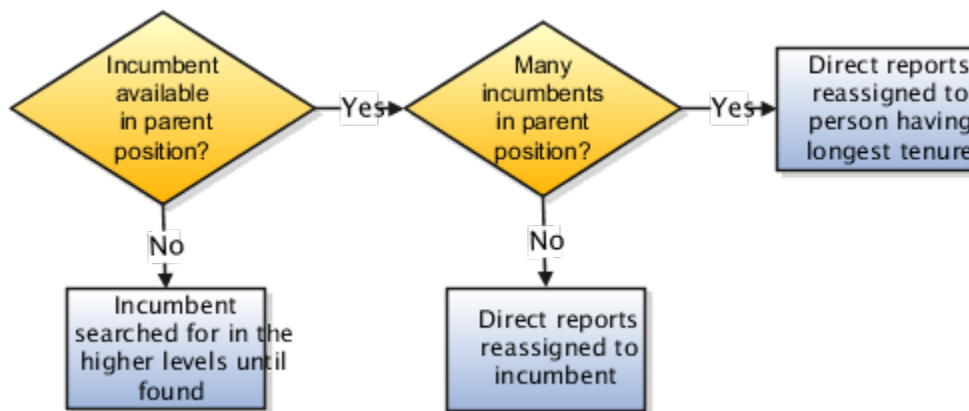 Incumbent
available
in parent
position?
Yes
Many
incumbents
in parent
position?
Yes
Direct reports
reassigned to
person having
longest tenure
No
Incumbent
searched for in the
higher levels until
found
No
Direct reports
reassigned to
incumbent